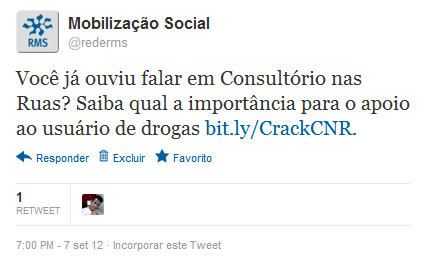 RMS
Mobilização Social
@rederms
Você já ouviu falar em Consultório nas
Ruas? Saiba qual a importância para o apoio
ao usuário de drogas bit.ly/CrackCNR.
Responder Excluir Favorito
1
RETWEET
7:00 PM - 7 set 12 · Incorporar este Tweet